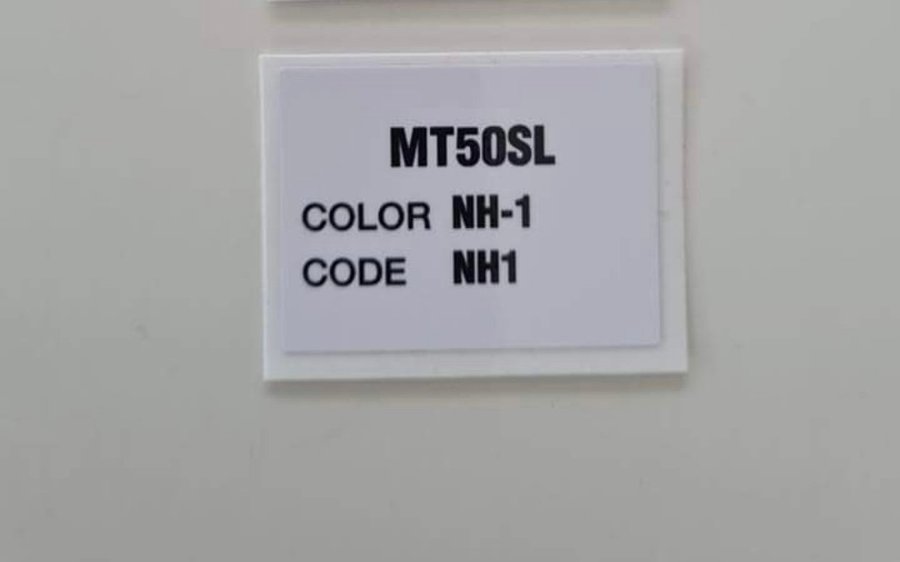 MT50SL
COLOR NH-1
CODE NH1